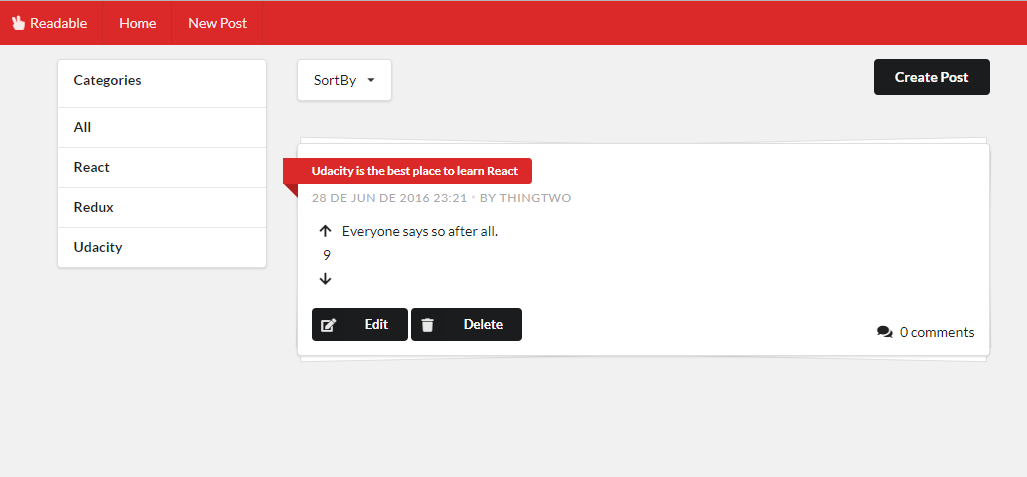 Readable Home New Post
Categories
All
React
Redux
Udacity
SortBy
Create Post
Udacity is the best place to learn React
28 DE JUN DE 2016 23:21 • BY THINGTWO
Everyone says so after all.
9
Edit Delete
0 comments